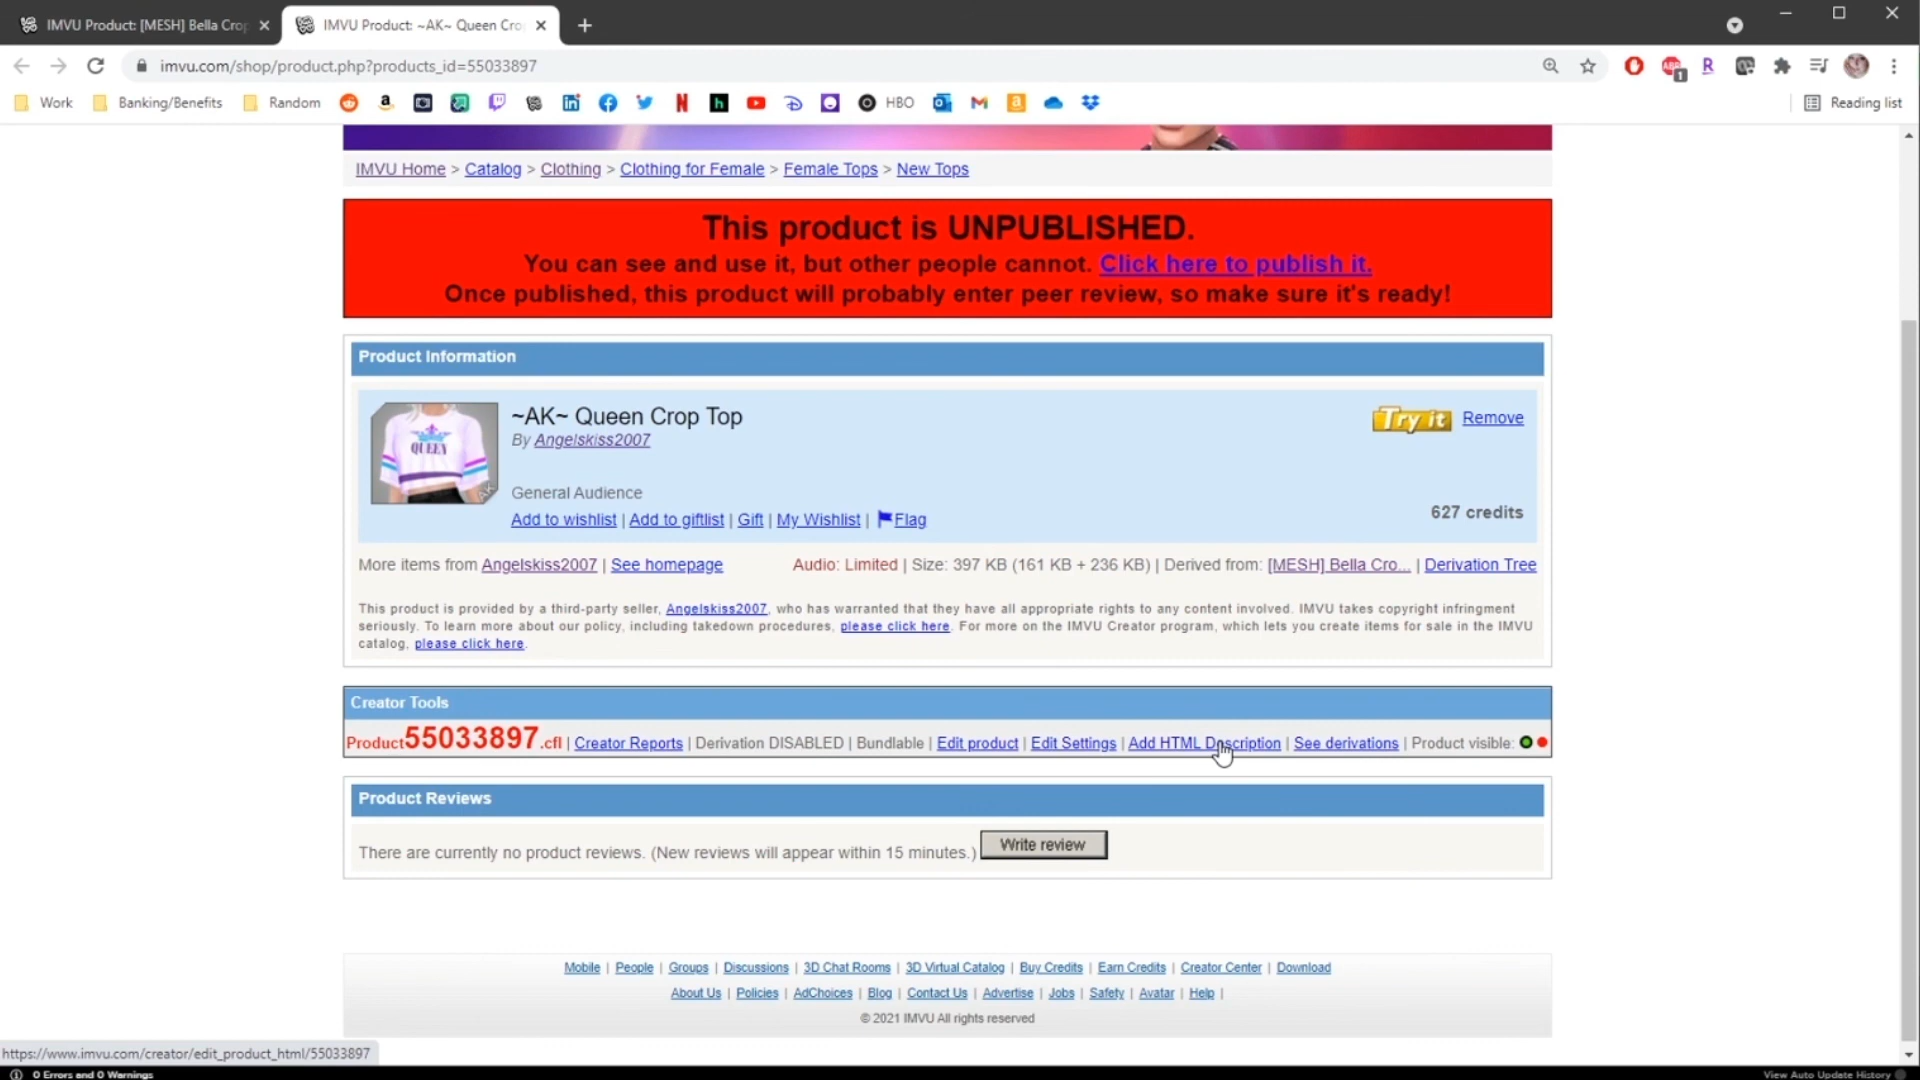 IMVU Product: [MESH] Bella Crop
IMVU Product: ~AK~ Queen Cro
imvu.com/shop/product.php?products_id=55033897
Work
Banking/Benefits
Random
HBO
Reading list
IMVU Home > Catalog > Clothing > Clothing for Female > Female Tops > New Tops
This product is UNPUBLISHED.
You can see and use it, but other people cannot. Click here to publish it.
Once published, this product will probably enter peer review, so make sure it's ready!
Product Information
QUEEN
AK
~AK~ Queen Crop Top
By Angelskiss2007
Try it Remove
General Audience
Add to wishlist | Add to giftlist | Gift | My Wishlist | Flag
627 credits
More items from Angelskiss2007 | See homepage
Audio: Limited | Size: 397 KB (161 KB + 236 KB) | Derived from: [MESH] Bella Cro... | Derivation Tree
This product is provided by a third-party seller, Angelskiss2007, who has warranted that they have all appropriate rights to any content involved. IMVU takes copyright infringment
seriously. To learn more about our policy, including takedown procedures, please click here. For more on the IMVU Creator program, which lets you create items for sale in the IMVU
catalog, please click here.
Creator Tools
Product55033897.cfl | Creator Reports | Derivation DISABLED | Bundlable | Edit product | Edit Settings | Add HTML Description | See derivations | Product visible:
Product Reviews
There are currently no product reviews. (New reviews will appear within 15 minutes.) Write review
Mobile | People | Groups | Discussions | 3D Chat Rooms | 3D Virtual Catalog | Buy Credits | Earn Credits | Creator Center | Download
About Us | Policies | AdChoices | Blog | Contact Us | Advertise | Jobs | Safety | Avatar | Help |
© 2021 IMVU All rights reserved
https://www.imvu.com/creator/edit_product_html/55033897
0 Errors and 0 Warnings
View Auto Update History